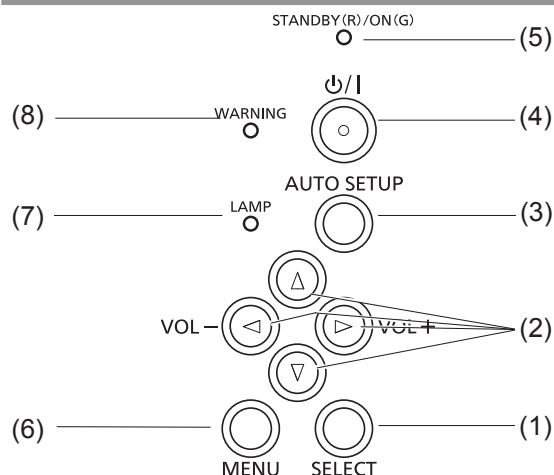 STANDBY(R)/ON(G)
(5)
⏻/|
(8)
WARNING
(4)
AUTO SETUP
(7)
LAMP
(3)
VOL –
VOL +
(2)
(6)
(1)
MENU
SELECT